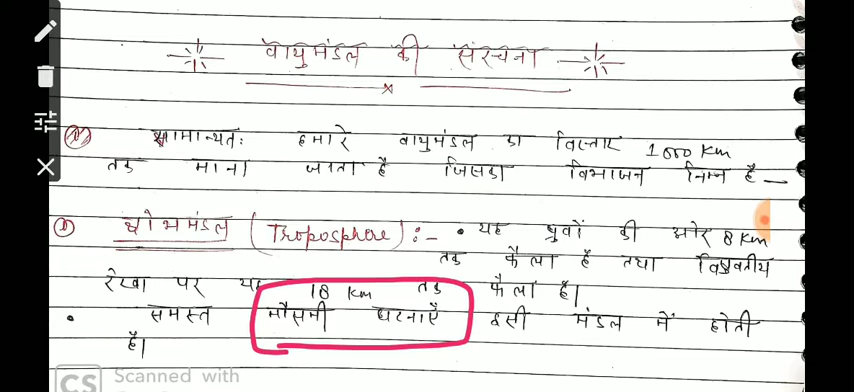 वायुमंडल की संरचना
① सामान्यतः हमारे वायुमंडल का विस्तार 1000 km
तक माना जाता है जिसका विभाजन निम्न है –
① क्षोभमंडल (Troposphere) :- • यह ध्रुवों की ओर 8 km
तक फैला है तथा विषुवतीय
रेखा पर यह 18 km तक फैला है।
• समस्त मौसमी घटनाएँ इसी मंडल में होती
है।
CS Scanned with